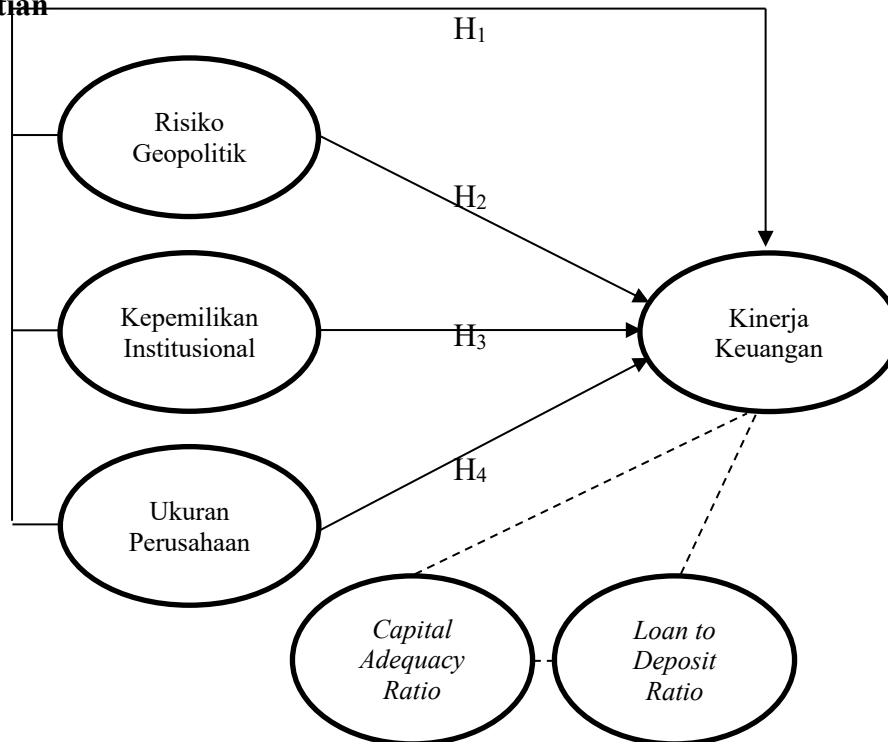 H₁
Risiko
Geopolitik
H₂
Kepemilikan
Institusional
H₃
Kinerja
Keuangan
Ukuran
Perusahaan
H₄
Capital
Adequacy
Ratio
Loan to
Deposit
Ratio